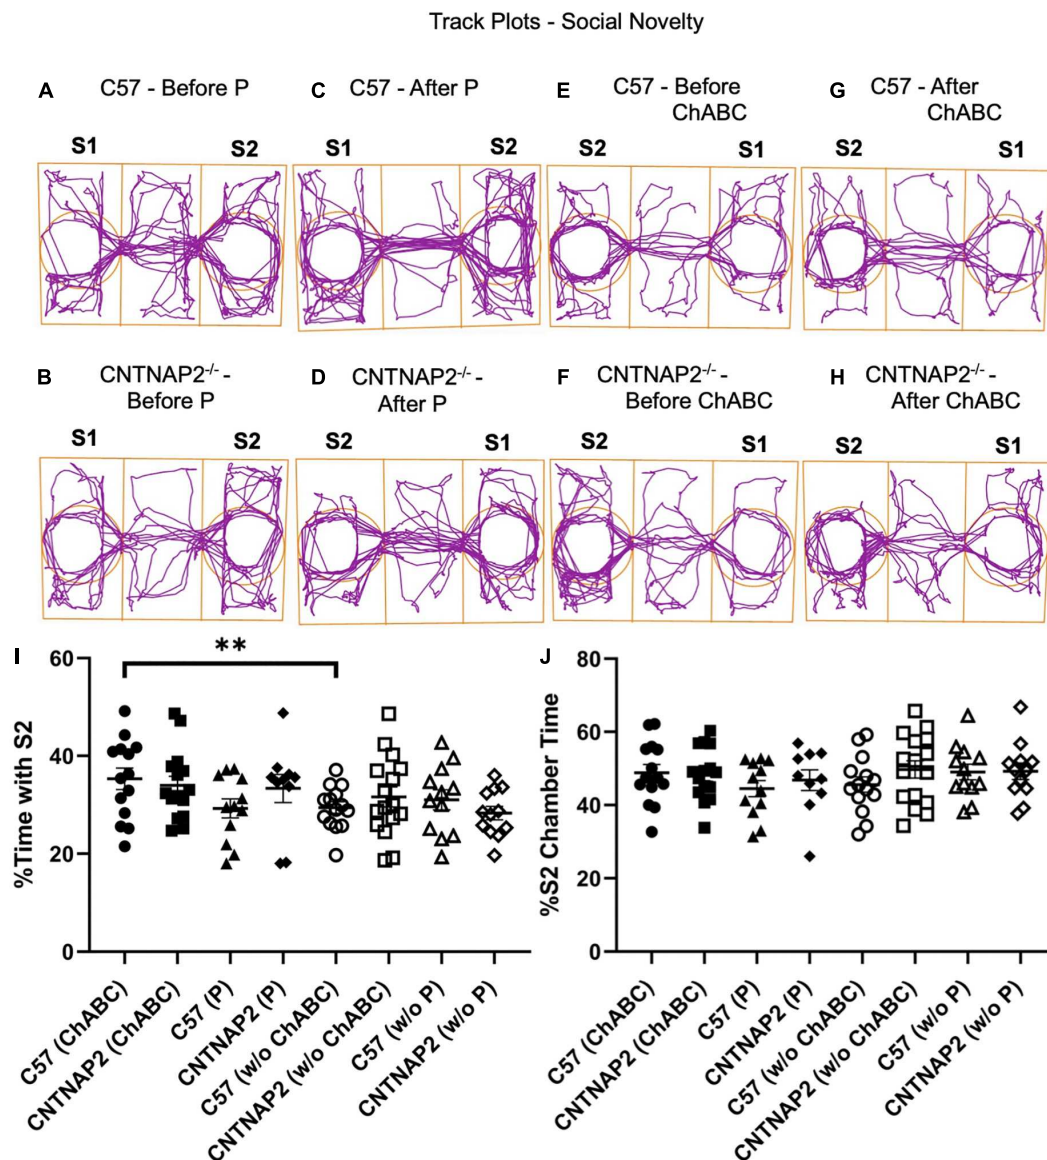 Track Plots - Social Novelty
A C57 - Before P
S1 S2
C C57 - After P
S1 S2
E C57 - Before
ChABC
S2 S1
G C57 - After
ChABC
S2 S1
B CNTNAP2-/- -
Before P
S1 S2
D CNTNAP2-/- -
After P
S2 S1
F CNTNAP2-/- -
Before ChABC
S2 S1
H CNTNAP2-/- -
After ChABC
S2 S1
I
**
%Time with S2
60
40
20
0
C57 (ChABC)
CNTNAP2 (ChABC)
C57 (P)
CNTNAP2 (P)
C57 (w/o ChABC)
CNTNAP2 (w/o ChABC)
C57 (w/o P)
CNTNAP2 (w/o P)
J
%S2 Chamber Time
80
60
40
20
0
C57 (ChABC)
CNTNAP2 (ChABC)
C57 (P)
CNTNAP2 (P)
C57 (w/o ChABC)
CNTNAP2 (w/o ChABC)
C57 (w/o P)
CNTNAP2 (w/o P)